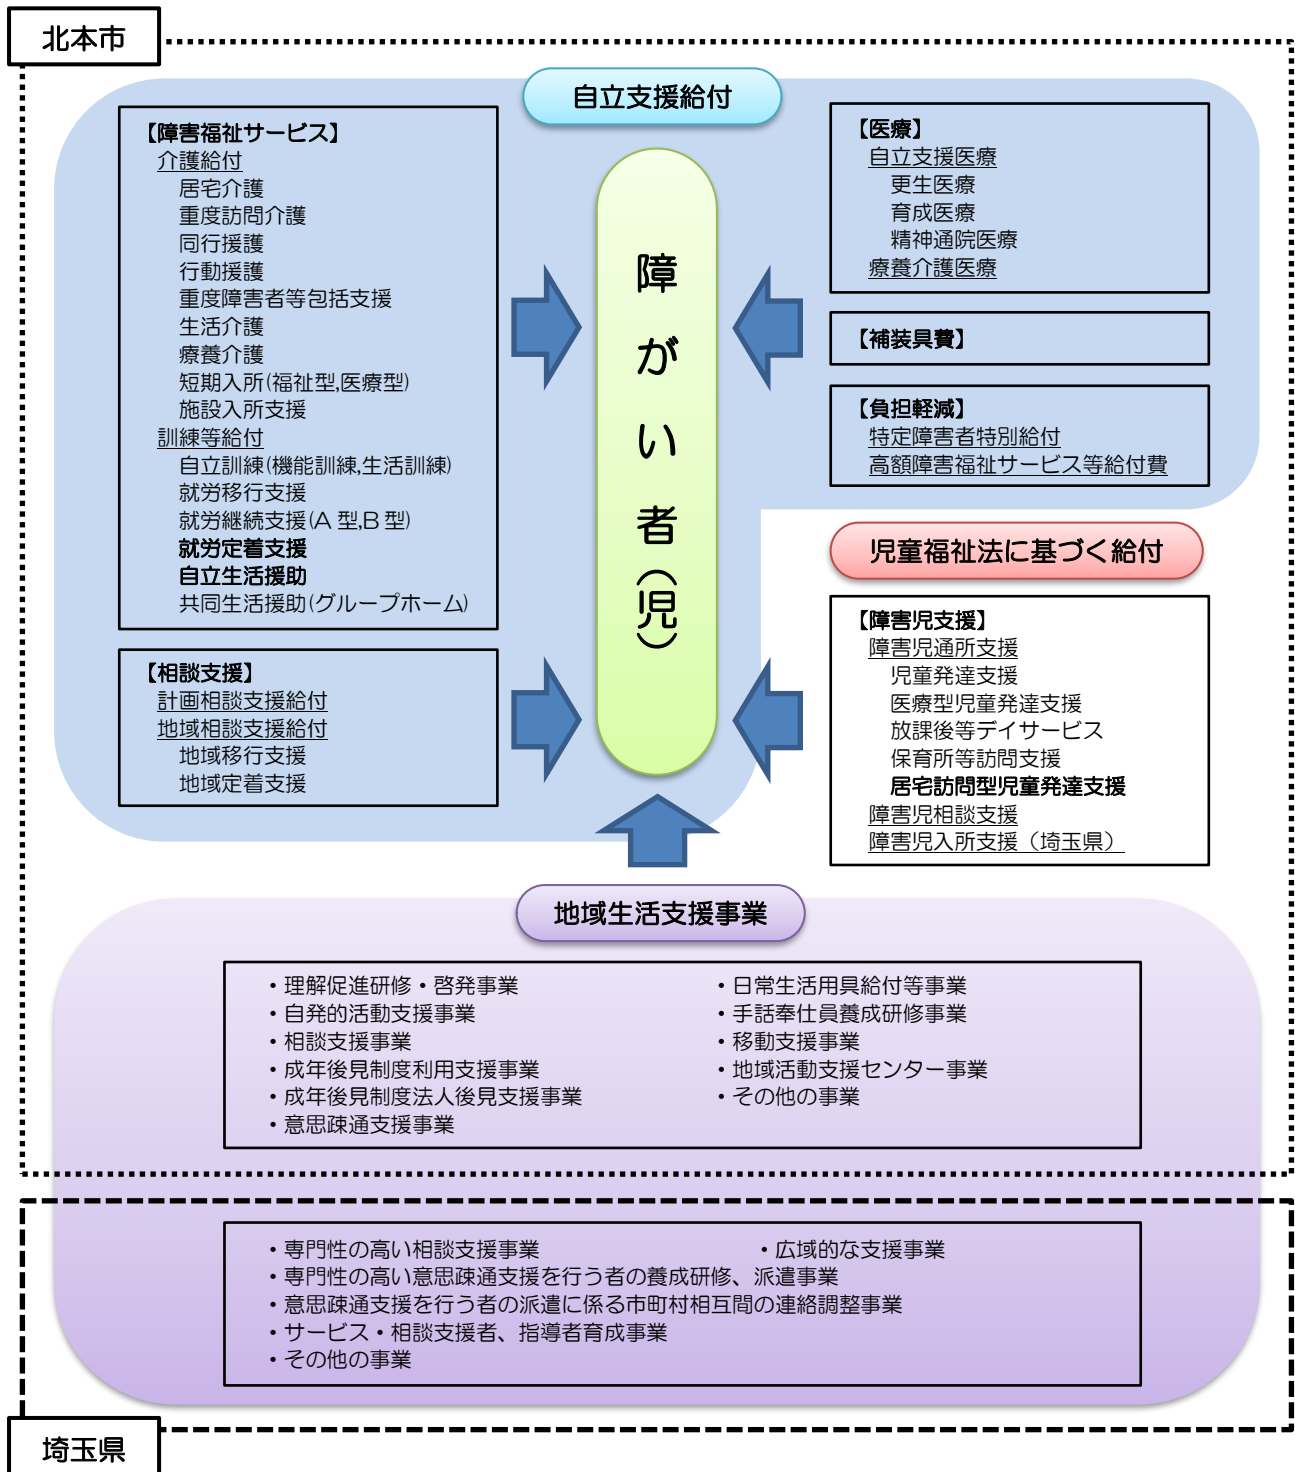 北本市
自立支援給付
【障害福祉サービス】
介護給付
居宅介護
重度訪問介護
同行援護
行動援護
重度障害者等包括支援
生活介護
療養介護
短期入所(福祉型,医療型)
施設入所支援
訓練等給付
自立訓練(機能訓練,生活訓練)
就労移行支援
就労継続支援(A 型,B 型)
就労定着支援
自立生活援助
共同生活援助(グループホーム)
【相談支援】
計画相談支援給付
地域相談支援給付
地域移行支援
地域定着支援
障がい者(児)
【医療】
自立支援医療
更生医療
育成医療
精神通院医療
療養介護医療
【補装具費】
【負担軽減】
特定障害者特別給付
高額障害福祉サービス等給付費
児童福祉法に基づく給付
【障害児支援】
障害児通所支援
児童発達支援
医療型児童発達支援
放課後等デイサービス
保育所等訪問支援
居宅訪問型児童発達支援
障害児相談支援
障害児入所支援（埼玉県）
地域生活支援事業
・理解促進研修・啓発事業
・自発的活動支援事業
・相談支援事業
・成年後見制度利用支援事業
・成年後見制度法人後見支援事業
・意思疎通支援事業
・日常生活用具給付等事業
・手話奉仕員養成研修事業
・移動支援事業
・地域活動支援センター事業
・その他の事業
・専門性の高い相談支援事業
・広域的な支援事業
・専門性の高い意思疎通支援を行う者の養成研修、派遣事業
・意思疎通支援を行う者の派遣に係る市町村相互間の連絡調整事業
・サービス・相談支援者、指導者育成事業
・その他の事業
埼玉県